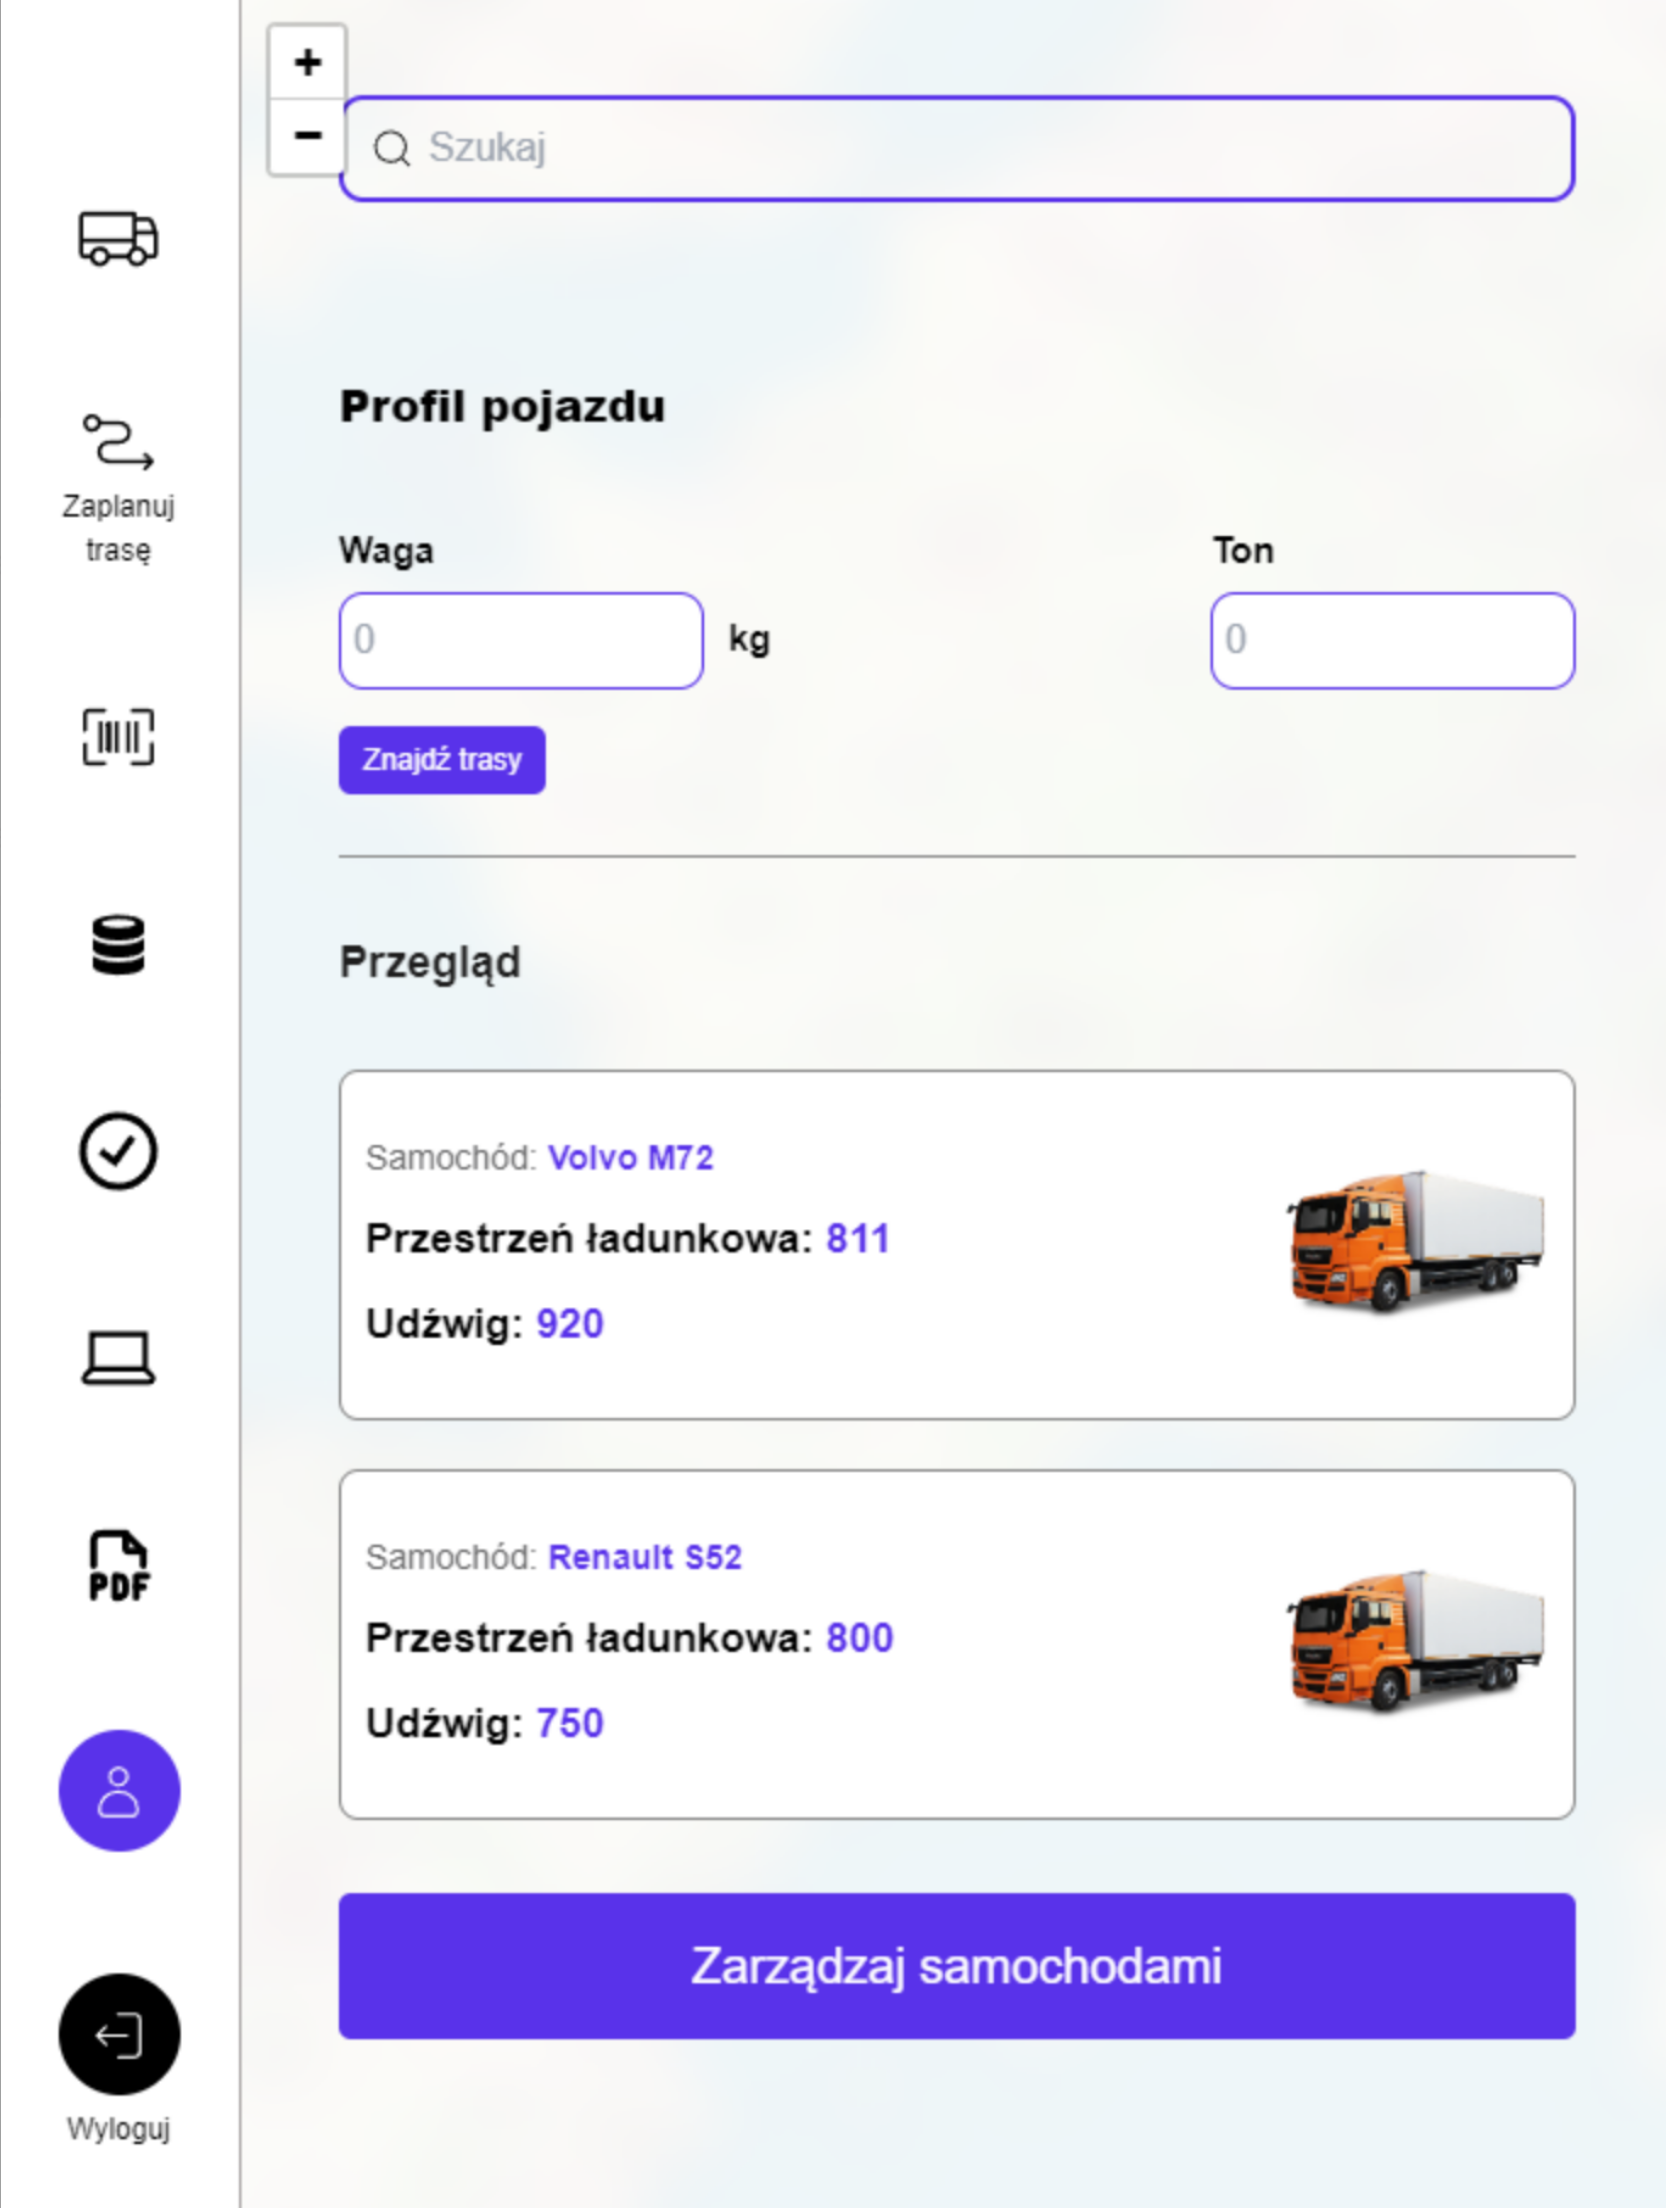 +
−
Szukaj
Zaplanuj
trasę
PDF
Wyloguj
Profil pojazdu
Waga
Ton
0
kg
0
Znajdź trasy
Przegląd
Samochód: Volvo M72
Przestrzeń ładunkowa: 811
Udźwig: 920
Samochód: Renault S52
Przestrzeń ładunkowa: 800
Udźwig: 750
Zarządzaj samochodami